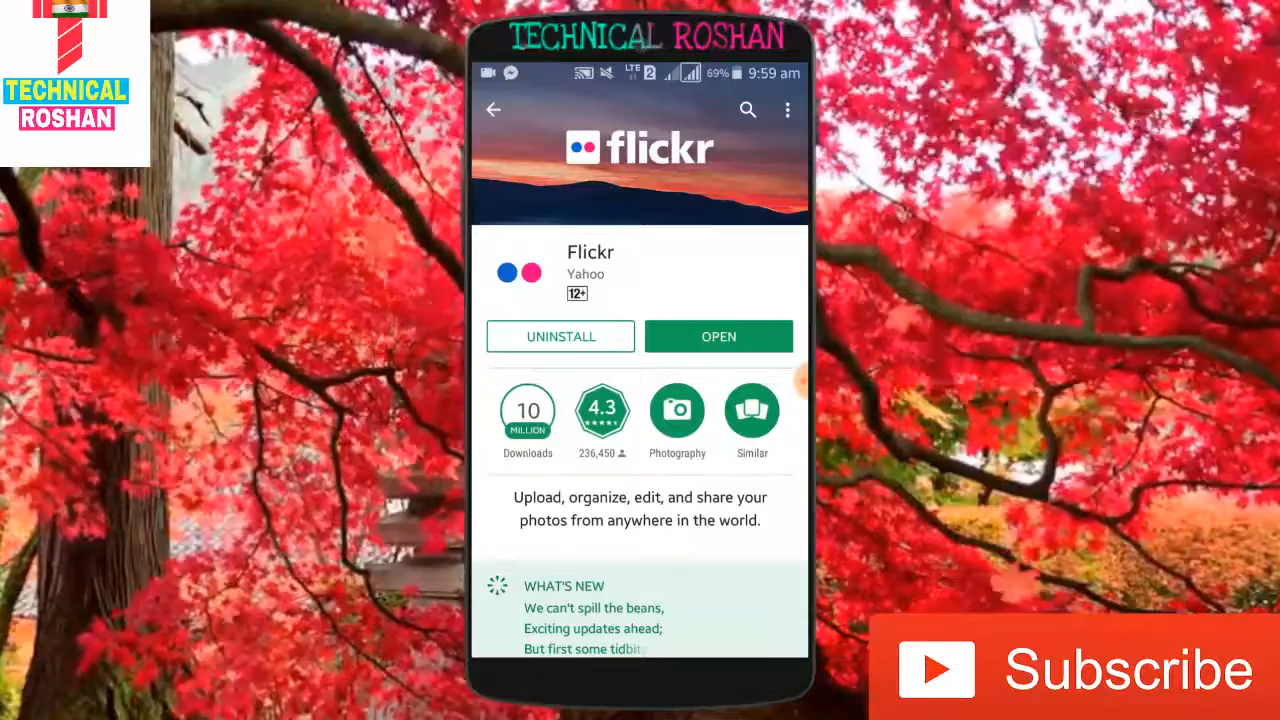 TECHNICAL
ROSHAN
TECHNICAL ROSHAN
LTE 2 69% 9:59 am
flickr
Flickr
Yahoo
12+
UNINSTALL
OPEN
10
MILLION
Downloads
4.3
236,450
Photography
Similar
Upload, organize, edit, and share your
photos from anywhere in the world.
WHAT'S NEW
We can't spill the beans,
Exciting updates ahead;
But first some tidbits
Subscribe